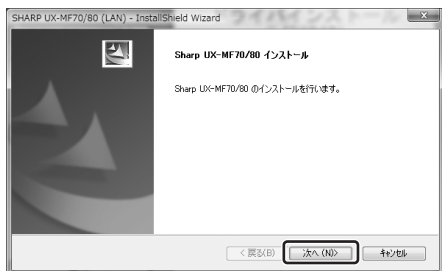 SHARP UX-MF70/80 (LAN) - InstallShield Wizard
Sharp UX-MF70/80 インストール
Sharp UX-MF70/80 のインストールを行います。
< 戻る(B)
次へ (N)>
キャンセル